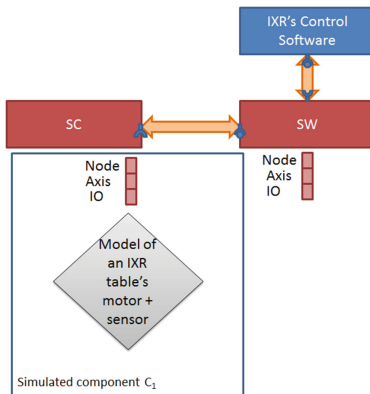 IXR's Control
Software
SC
SW
Node
Axis
IO
Node
Axis
IO
Model of
an IXR
table's
motor +
sensor
Simulated component C₁